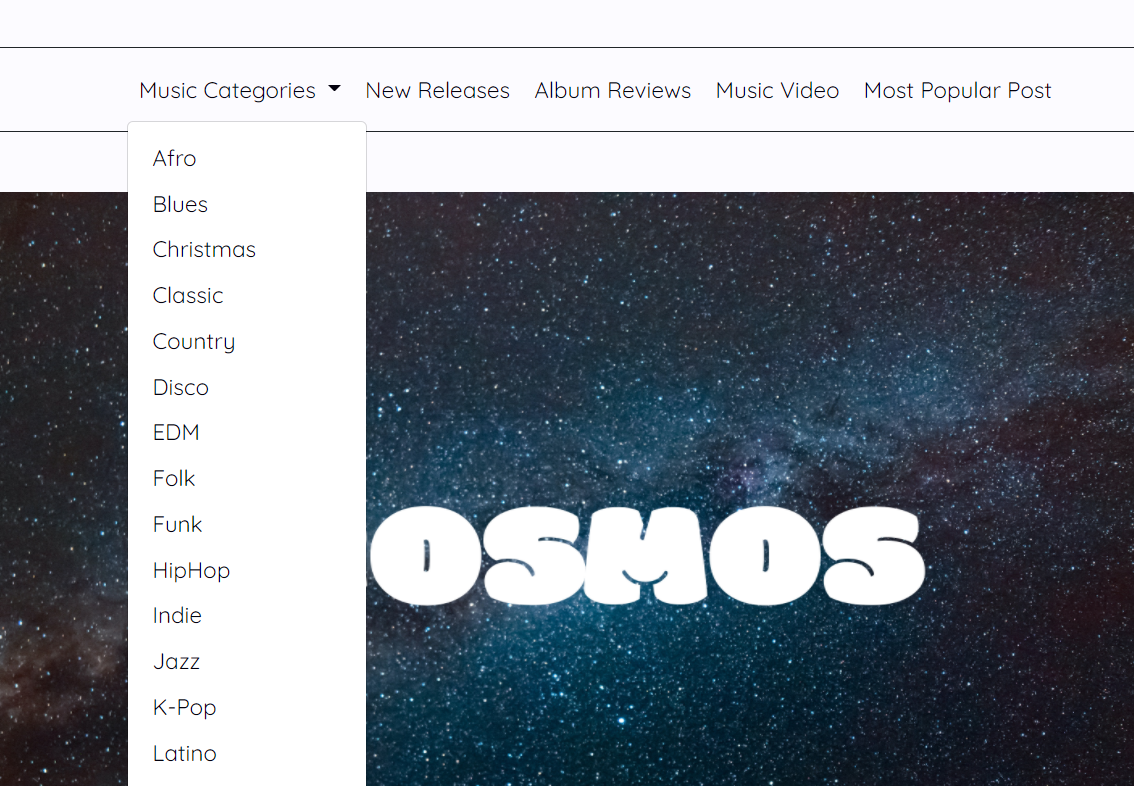 Music Categories New Releases Album Reviews Music Video Most Popular Post
Afro
Blues
Christmas
Classic
Country
Disco
EDM
Folk
Funk
HipHop
Indie
Jazz
K-Pop
Latino
OSMOS